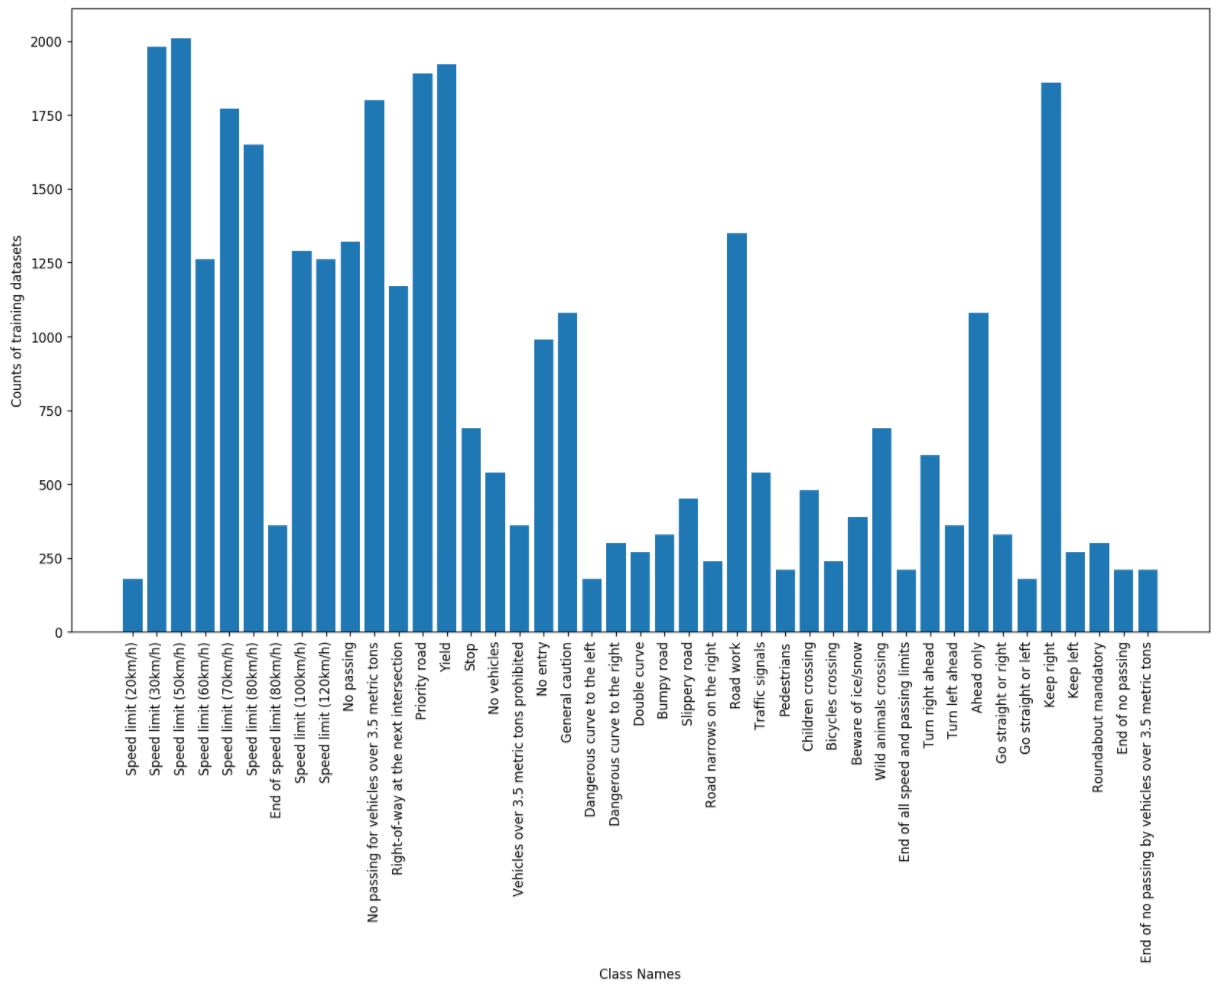 2000
1750
1500
1250
1000
750
500
250
0
Counts of training datasets
Speed limit (20km/h)
Speed limit (30km/h)
Speed limit (50km/h)
Speed limit (60km/h)
Speed limit (70km/h)
Speed limit (80km/h)
End of speed limit (80km/h)
Speed limit (100km/h)
Speed limit (120km/h)
No passing
No passing for vehicles over 3.5 metric tons
Right-of-way at the next intersection
Priority road
Yield
Stop
No vehicles
Vehicles over 3.5 metric tons prohibited
No entry
General caution
Dangerous curve to the left
Dangerous curve to the right
Double curve
Bumpy road
Slippery road
Road narrows on the right
Road work
Traffic signals
Pedestrians
Children crossing
Bicycles crossing
Beware of ice/snow
Wild animals crossing
End of all speed and passing limits
Turn right ahead
Turn left ahead
Ahead only
Go straight or right
Go straight or left
Keep right
Keep left
Roundabout mandatory
End of no passing
End of no passing by vehicles over 3.5 metric tons
Class Names